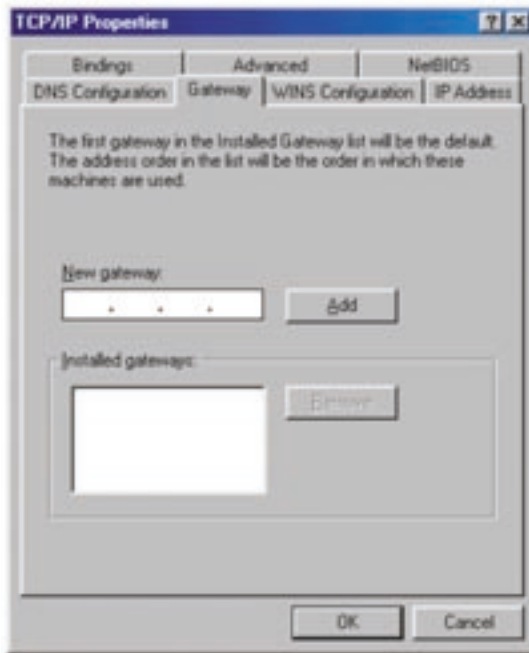 TCP/IP Properties
Bindings
Advanced
NetBIOS
DNS Configuration
Gateway
WINS Configuration
IP Address
The first gateway in the Installed Gateway list will be the default.
The address order in the list will be the order in which these
machines are used.
New gateway:
. . .
Add
Installed gateways:
Remove
OK
Cancel